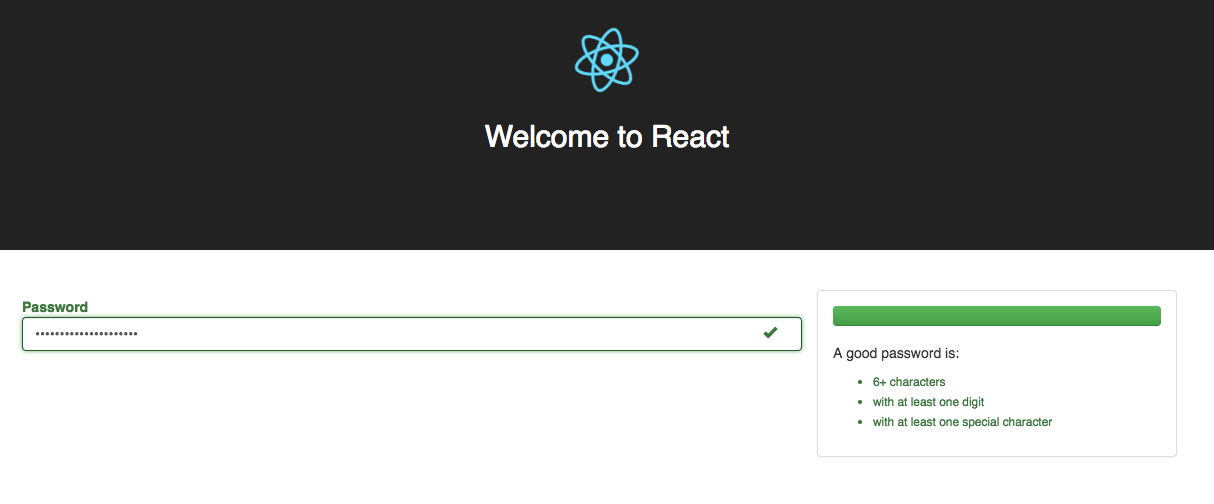 Welcome to React
Password
•••••••••••••••••••••
A good password is:
• 6+ characters
• with at least one digit
• with at least one special character